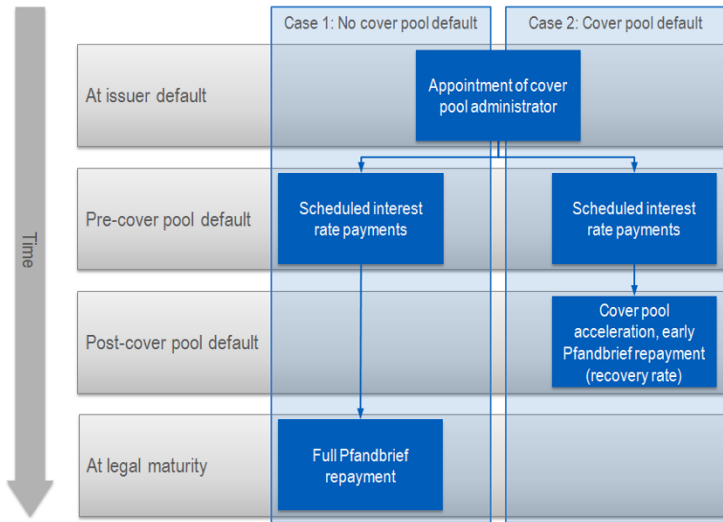 Case 1: No cover pool default
Case 2: Cover pool default
At issuer default
Appointment of cover
pool administrator
Pre-cover pool default
Scheduled interest
rate payments
Scheduled interest
rate payments
Time
Post-cover pool default
Cover pool
acceleration, early
Pfandbrief repayment
(recovery rate)
At legal maturity
Full Pfandbrief
repayment